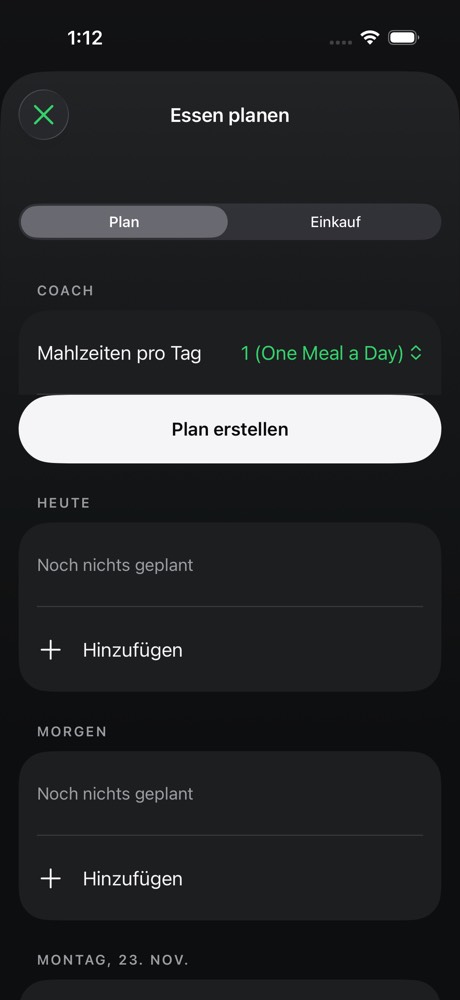 1:12
Essen planen
Plan
Einkauf
COACH
Mahlzeiten pro Tag
1 (One Meal a Day)
Plan erstellen
HEUTE
Noch nichts geplant
Hinzufügen
MORGEN
Noch nichts geplant
Hinzufügen
MONTAG, 23. NOV.